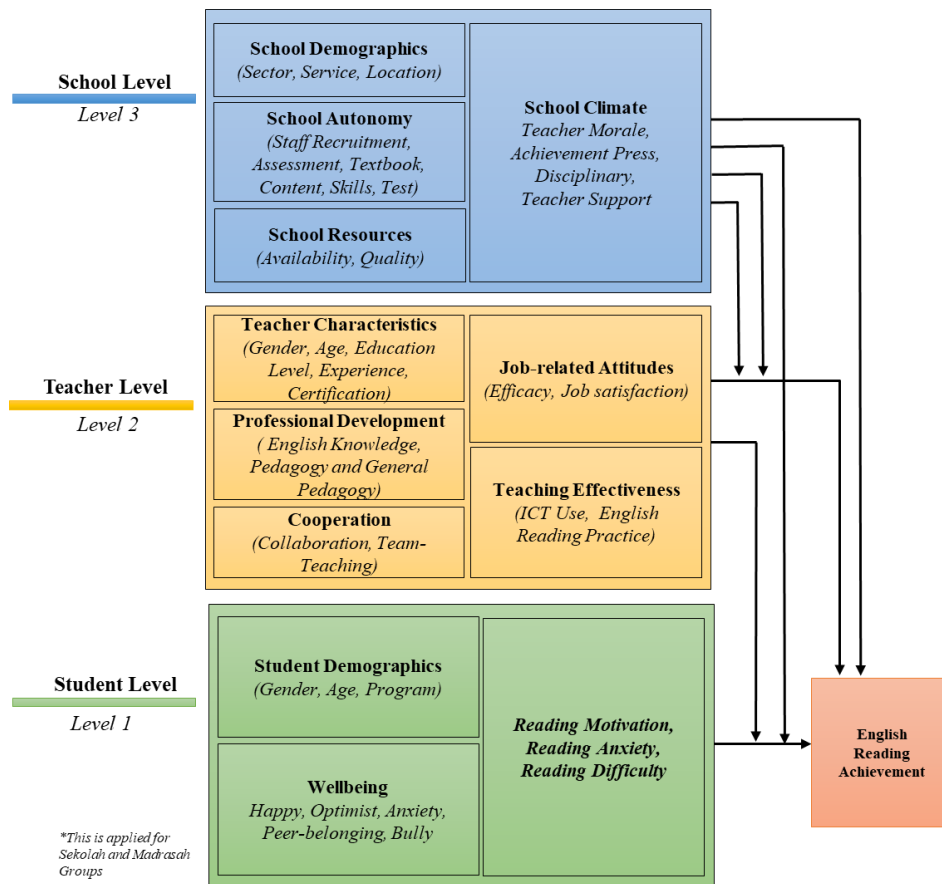 School Level
Level 3
School Demographics
(Sector, Service, Location)
School Autonomy
(Staff Recruitment,
Assessment, Textbook,
Content, Skills, Test)
School Resources
(Availability, Quality)
School Climate
Teacher Morale,
Achievement Press,
Disciplinary,
Teacher Support
Teacher Level
Level 2
Teacher Characteristics
(Gender, Age, Education
Level, Experience,
Certification)
Professional Development
( English Knowledge,
Pedagogy and General
Pedagogy)
Cooperation
(Collaboration, Team-
Teaching)
Job-related Attitudes
(Efficacy, Job satisfaction)
Teaching Effectiveness
(ICT Use, English
Reading Practice)
Student Level
Level 1
Student Demographics
(Gender, Age, Program)
Wellbeing
Happy, Optimist, Anxiety,
Peer-belonging, Bully
Reading Motivation,
Reading Anxiety,
Reading Difficulty
English
Reading
Achievement
*This is applied for
Sekolah and Madrasah
Groups